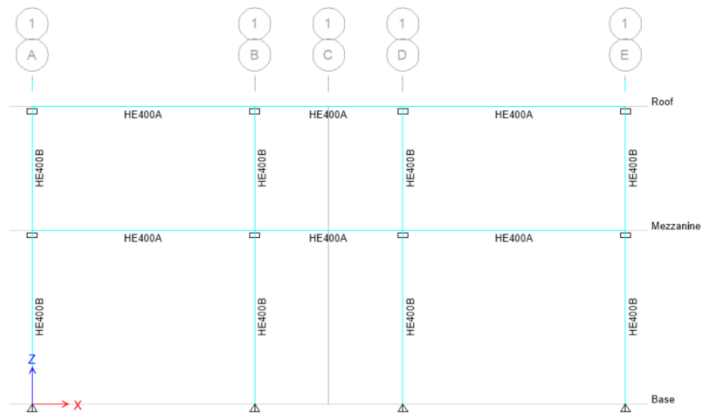 1 1 1 1 1
A B C D E
Roof
HE400A HE400A HE400A
HE400B HE400B HE400B HE400B
Mezzanine
HE400A HE400A HE400A
HE400B HE400B HE400B HE400B
Z
X
Base